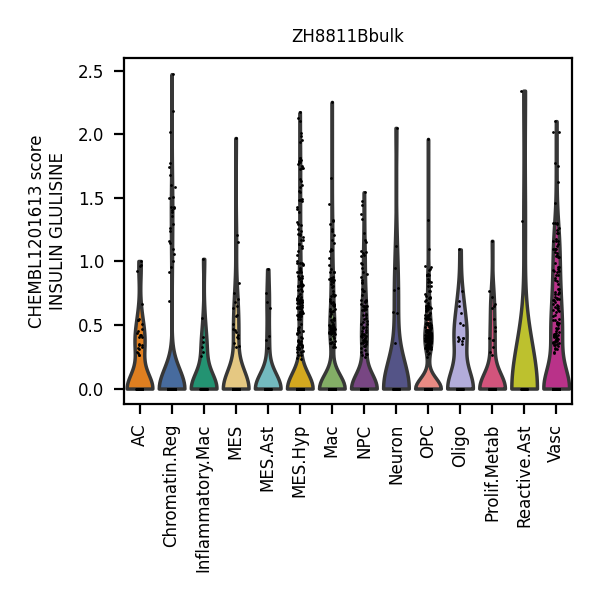 ZH8811Bbulk
CHEMBL1201613 score
INSULIN GLULISINE
2.5
2.0
1.5
1.0
0.5
0.0
AC
Chromatin.Reg
Inflammatory.Mac
MES
MES.Ast
MES.Hyp
Mac
NPC
Neuron
OPC
Oligo
Prolif.Metab
Reactive.Ast
Vasc